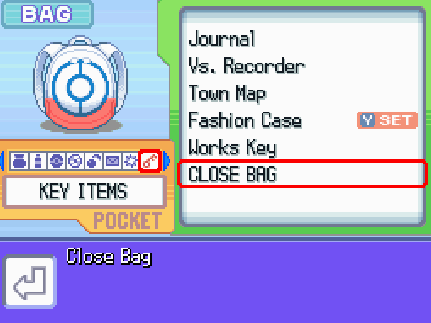 BAG
Journal
Vs. Recorder
Town Map
Fashion Case Y SET
Works Key
CLOSE BAG
KEY ITEMS
POCKET
Close Bag